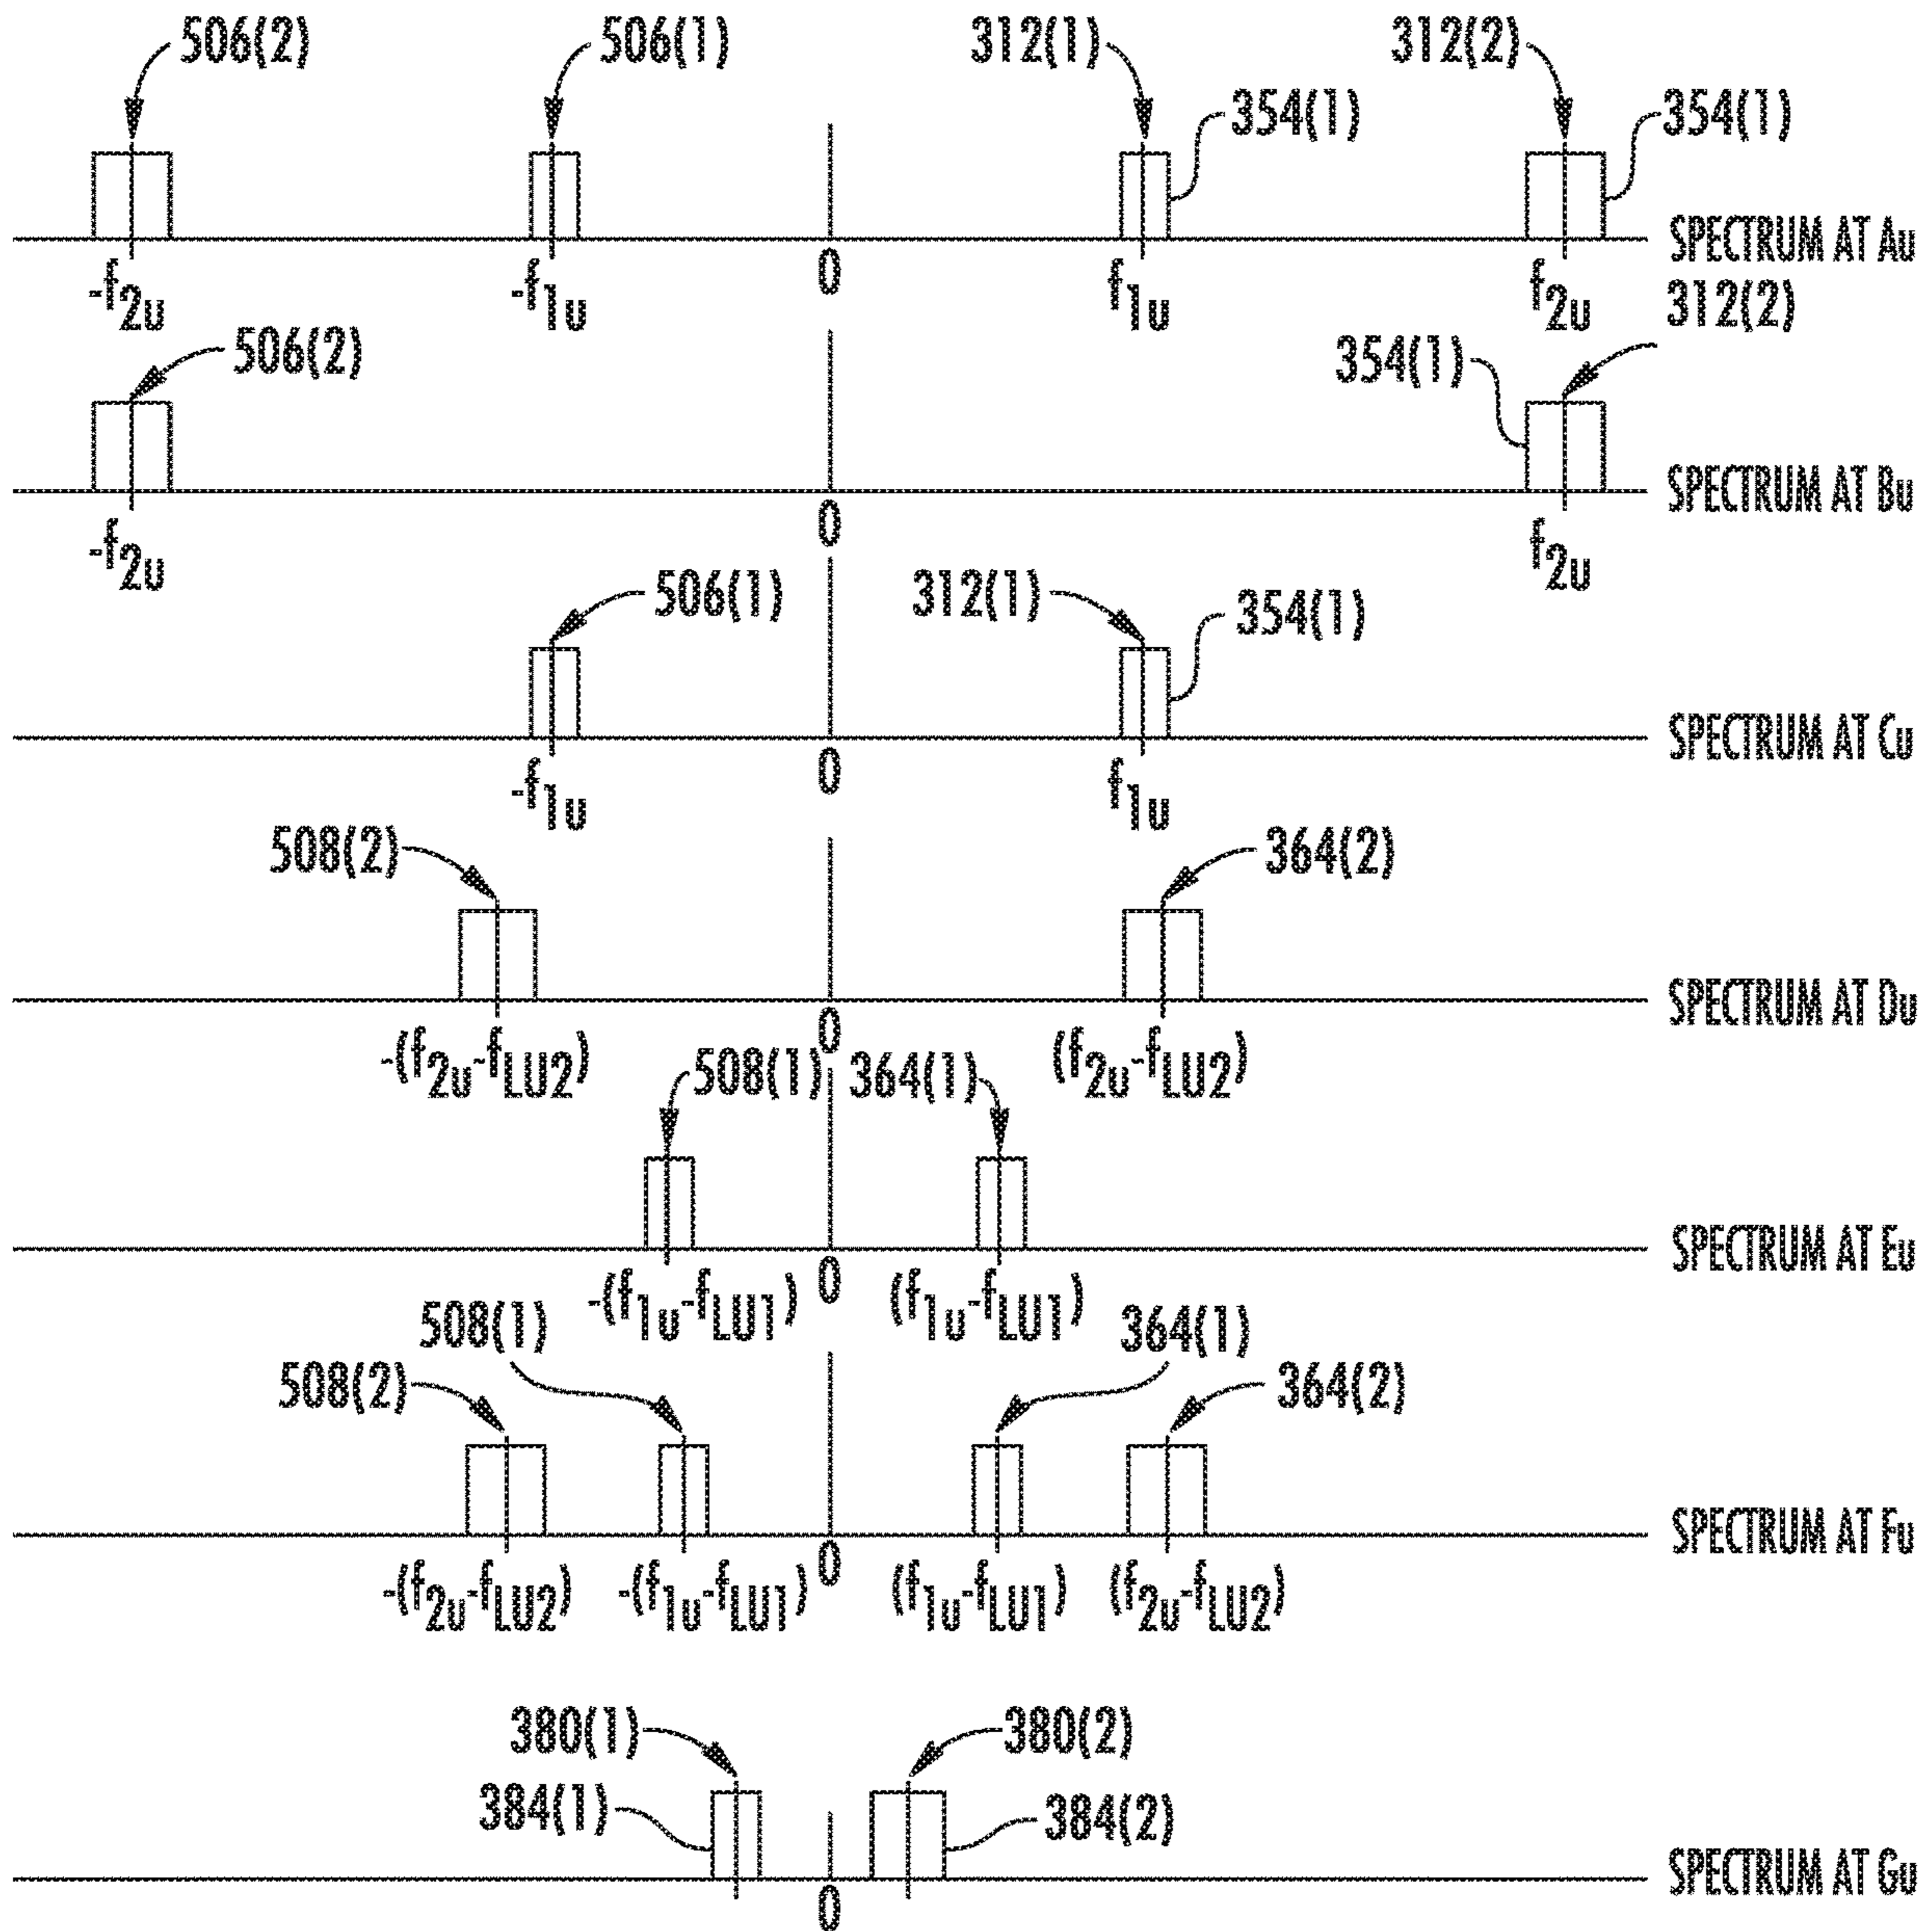 506(2) 506(1) 312(1) 312(2)
354(1) 354(1)
SPECTRUM AT Au
-f2u -f1u 0 f1u f2u
312(2)
506(2) 354(1)
SPECTRUM AT Bu
-f2u 0 f2u
506(1) 312(1) 354(1)
SPECTRUM AT Cu
-f1u 0 f1u
508(2) 364(2)
SPECTRUM AT Du
-(f2u-fLU2) 0 (f2u-fLU2)
508(1) 364(1)
SPECTRUM AT Eu
-(f1u-fLU1) 0 (f1u-fLU1)
508(1) 364(1)
508(2) 364(2)
SPECTRUM AT Fu
-(f2u-fLU2) -(f1u-fLU1) 0 (f1u-fLU1) (f2u-fLU2)
380(1) 380(2)
384(1) 384(2)
SPECTRUM AT Gu
0